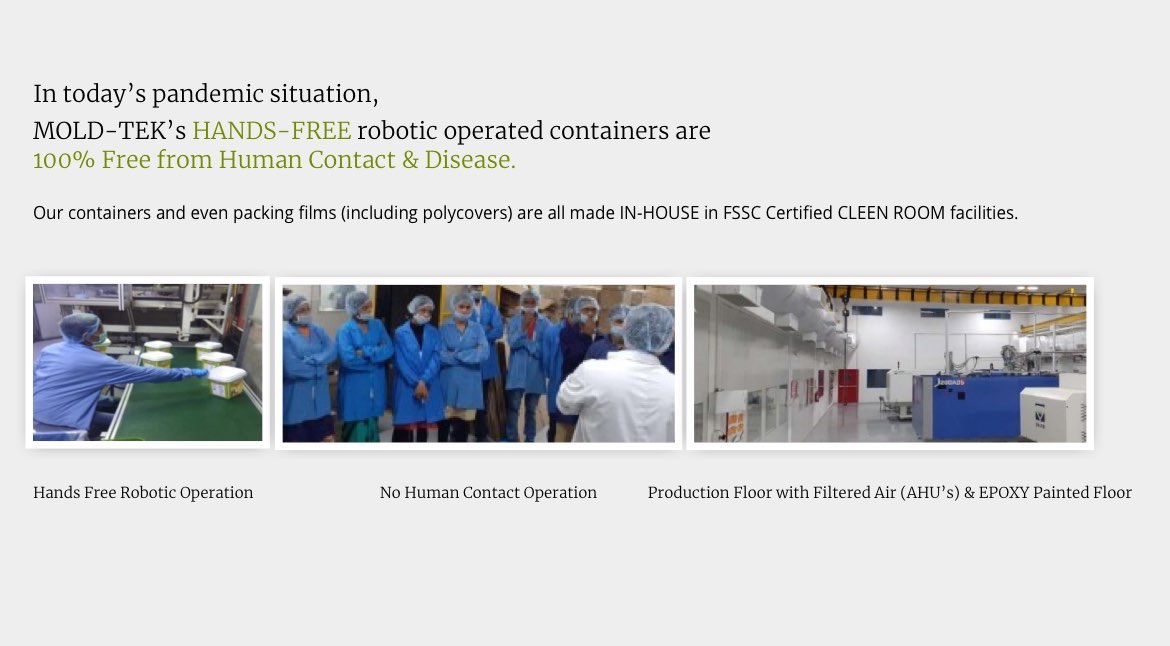 In today’s pandemic situation,
MOLD-TEK’s HANDS-FREE robotic operated containers are
100% Free from Human Contact & Disease.
Our containers and even packing films (including polycovers) are all made IN-HOUSE in FSSC Certified CLEEN ROOM facilities.
Hands Free Robotic Operation
No Human Contact Operation
Production Floor with Filtered Air (AHU’s) & EPOXY Painted Floor